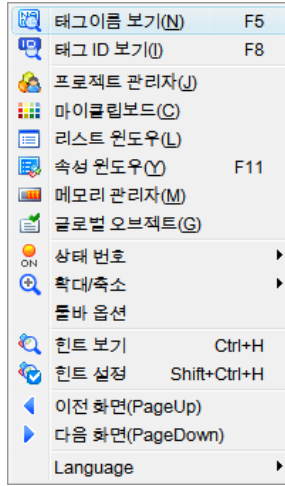 태그이름 보기(N) F5
태그 ID 보기(I) F8
프로젝트 관리자(J)
마이클립보드(C)
리스트 윈도우(L)
속성 윈도우(Y) F11
메모리 관리자(M)
글로벌 오브젝트(G)
ON 상태 번호
확대/축소
툴바 옵션
힌트 보기 Ctrl+H
힌트 설정 Shift+Ctrl+H
이전 화면(PageUp)
다음 화면(PageDown)
Language